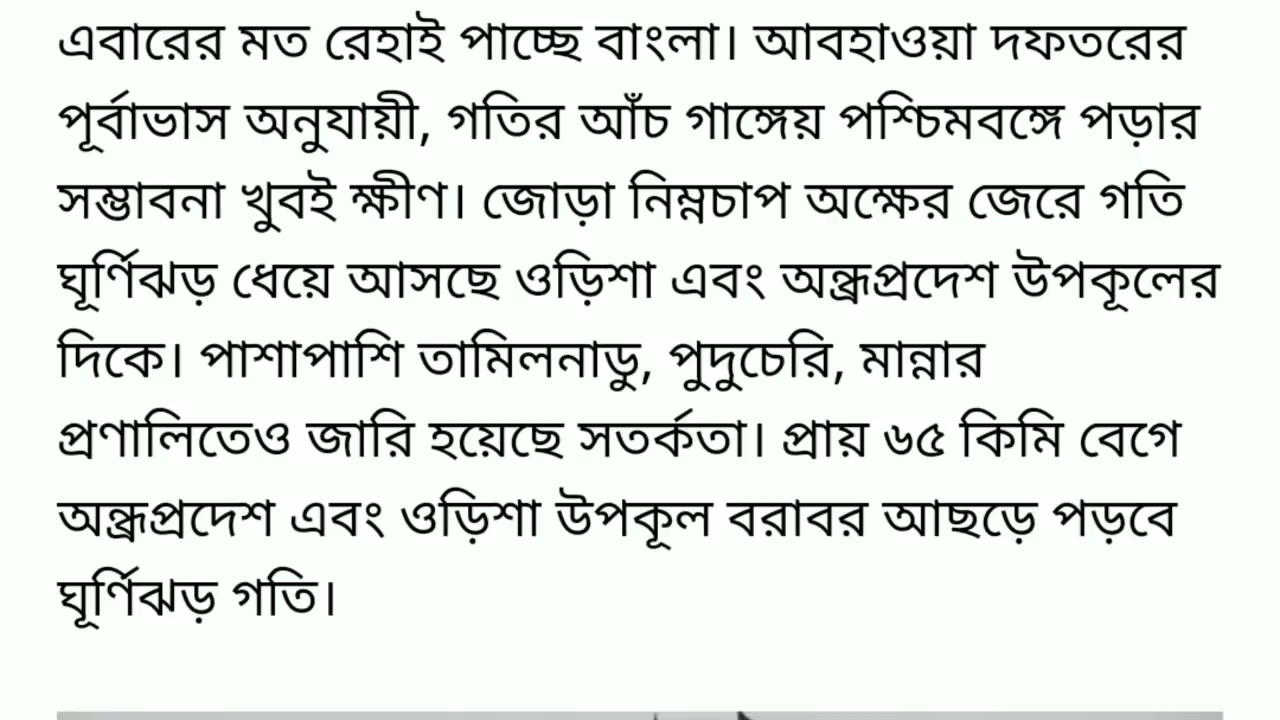 এবারের মত রেহাই পাচ্ছে বাংলা। আবহাওয়া দফতরের
পূর্বাভাস অনুযায়ী, গতির আঁচ গাঙ্গেয় পশ্চিমবঙ্গে পড়ার
সম্ভাবনা খুবই ক্ষীণ। জোড়া নিম্নচাপ অক্ষের জেরে গতি
ঘূর্ণিঝড় ধেয়ে আসছে ওড়িশা এবং অন্ধ্রপ্রদেশ উপকূলের
দিকে। পাশাপাশি তামিলনাড়ু, পুদুচেরি, মান্নার
প্রণালিতেও জারি হয়েছে সতর্কতা। প্রায় ৬৫ কিমি বেগে
অন্ধ্রপ্রদেশ এবং ওড়িশা উপকূল বরাবর আছড়ে পড়বে
ঘূর্ণিঝড় গতি।